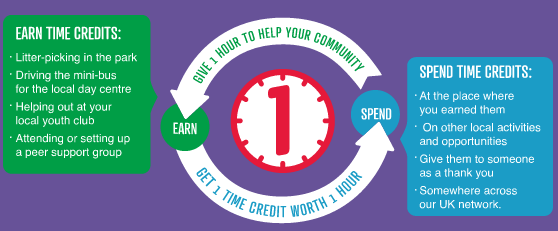 EARN TIME CREDITS:
· Litter-picking in the park
· Driving the mini-bus
for the local day centre
· Helping out at your
local youth club
· Attending or setting up
a peer support group
GIVE 1 HOUR TO HELP YOUR COMMUNITY
EARN
1
SPEND
GET 1 TIME CREDIT WORTH 1 HOUR
SPEND TIME CREDITS:
· At the place where
you earned them
· On other local activities
and opportunities
· Give them to someone
as a thank you
· Somewhere across
our UK network.